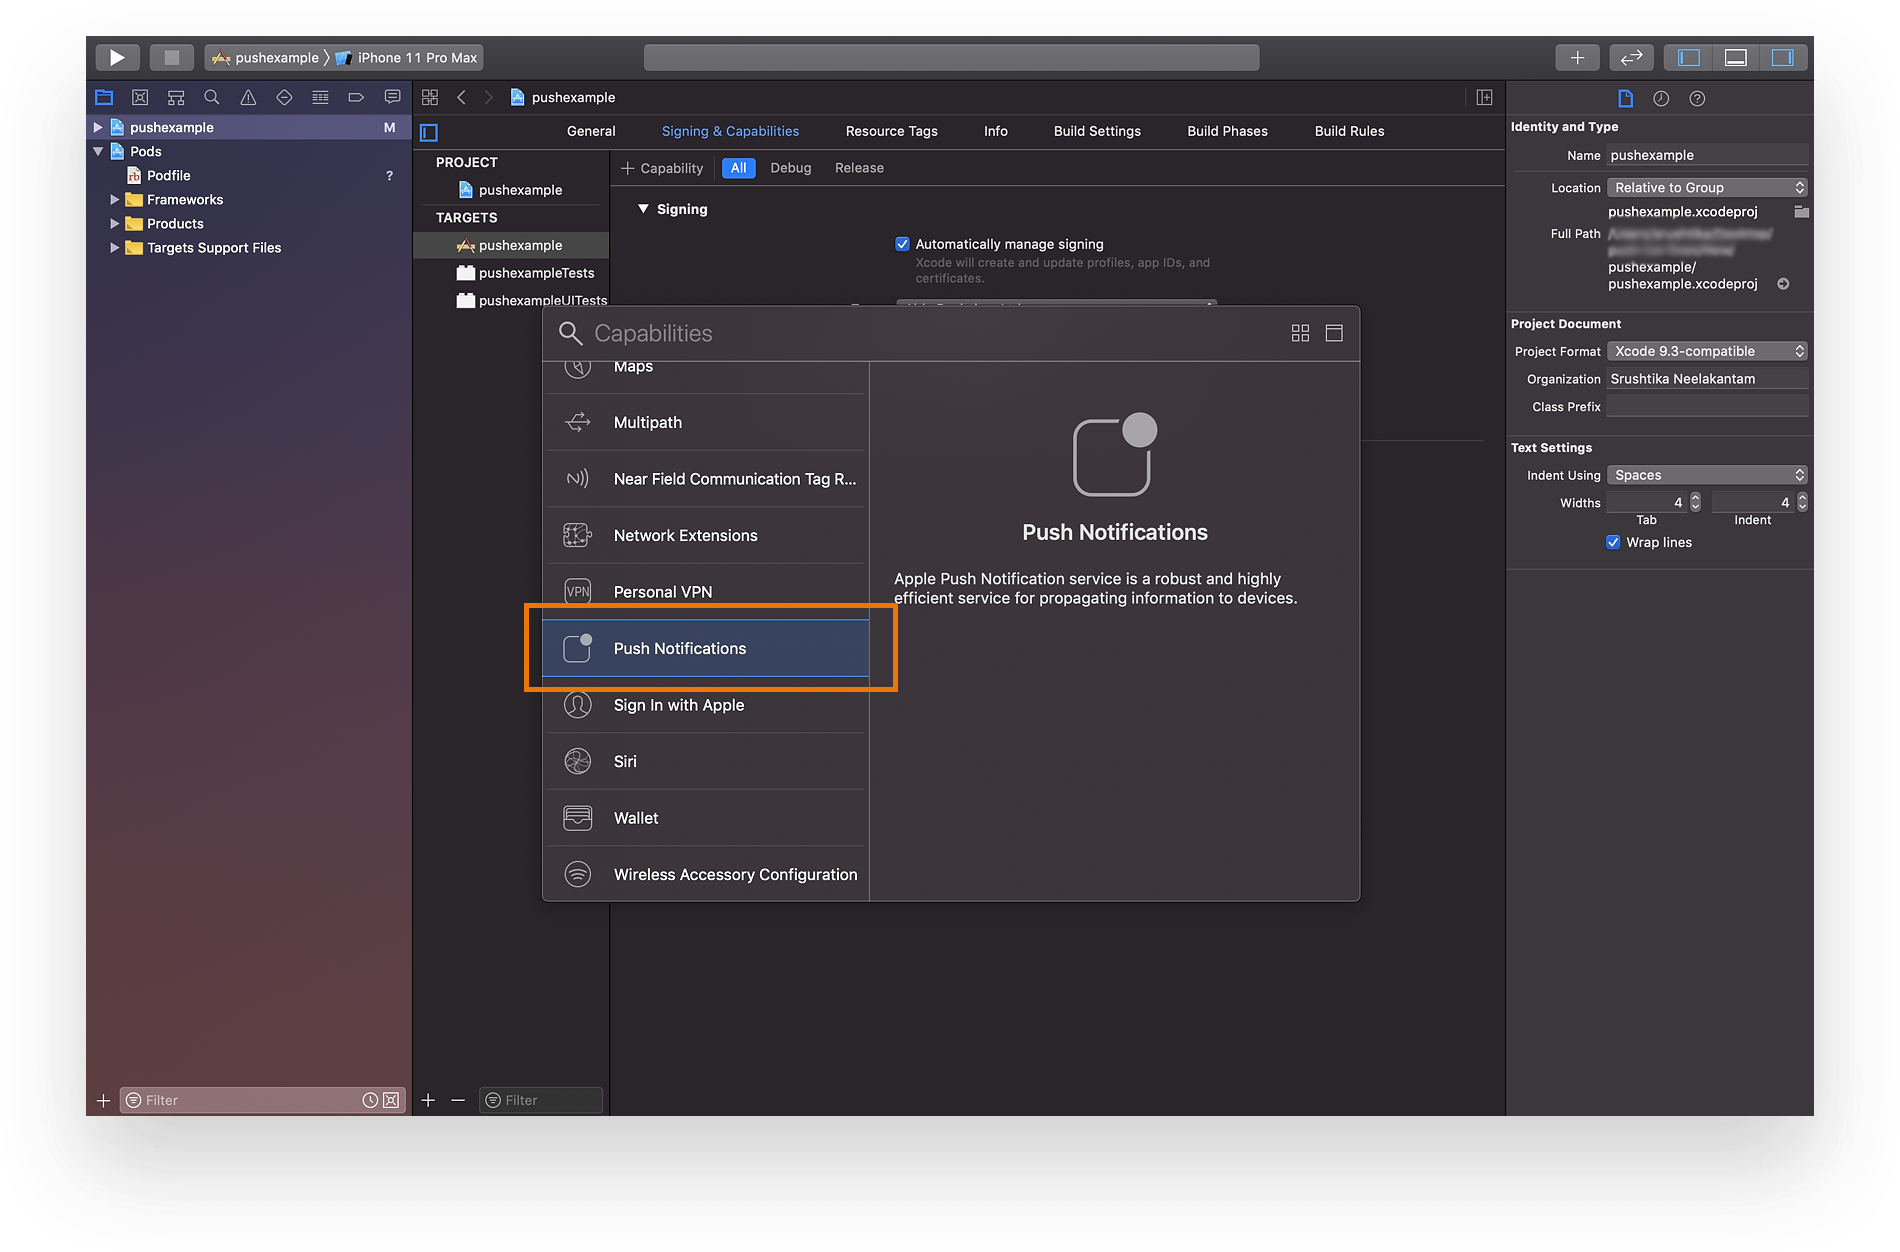 pushexample 〉 iPhone 11 Pro Max
pushexample
pushexample M
Pods
Podfile ?
Frameworks
Products
Targets Support Files
Filter
General Signing & Capabilities Resource Tags Info Build Settings Build Phases Build Rules
PROJECT
pushexample
TARGETS
pushexample
pushexampleTests
pushexampleUITests
Filter
+ Capability All Debug Release
Signing
Automatically manage signing
Xcode will create and update profiles, app IDs, and
certificates.
Capabilities
Maps
Multipath
Near Field Communication Tag R...
Network Extensions
VPN Personal VPN
Push Notifications
Sign In with Apple
Siri
Wallet
Wireless Accessory Configuration
Push Notifications
Apple Push Notification service is a robust and highly
efficient service for propagating information to devices.
Identity and Type
Name pushexample
Location Relative to Group
pushexample.xcodeproj
Full Path
pushexample/
pushexample.xcodeproj
Project Document
Project Format Xcode 9.3-compatible
Organization Srushtika Neelakantam
Class Prefix
Text Settings
Indent Using Spaces
Widths 4 4
Tab Indent
Wrap lines